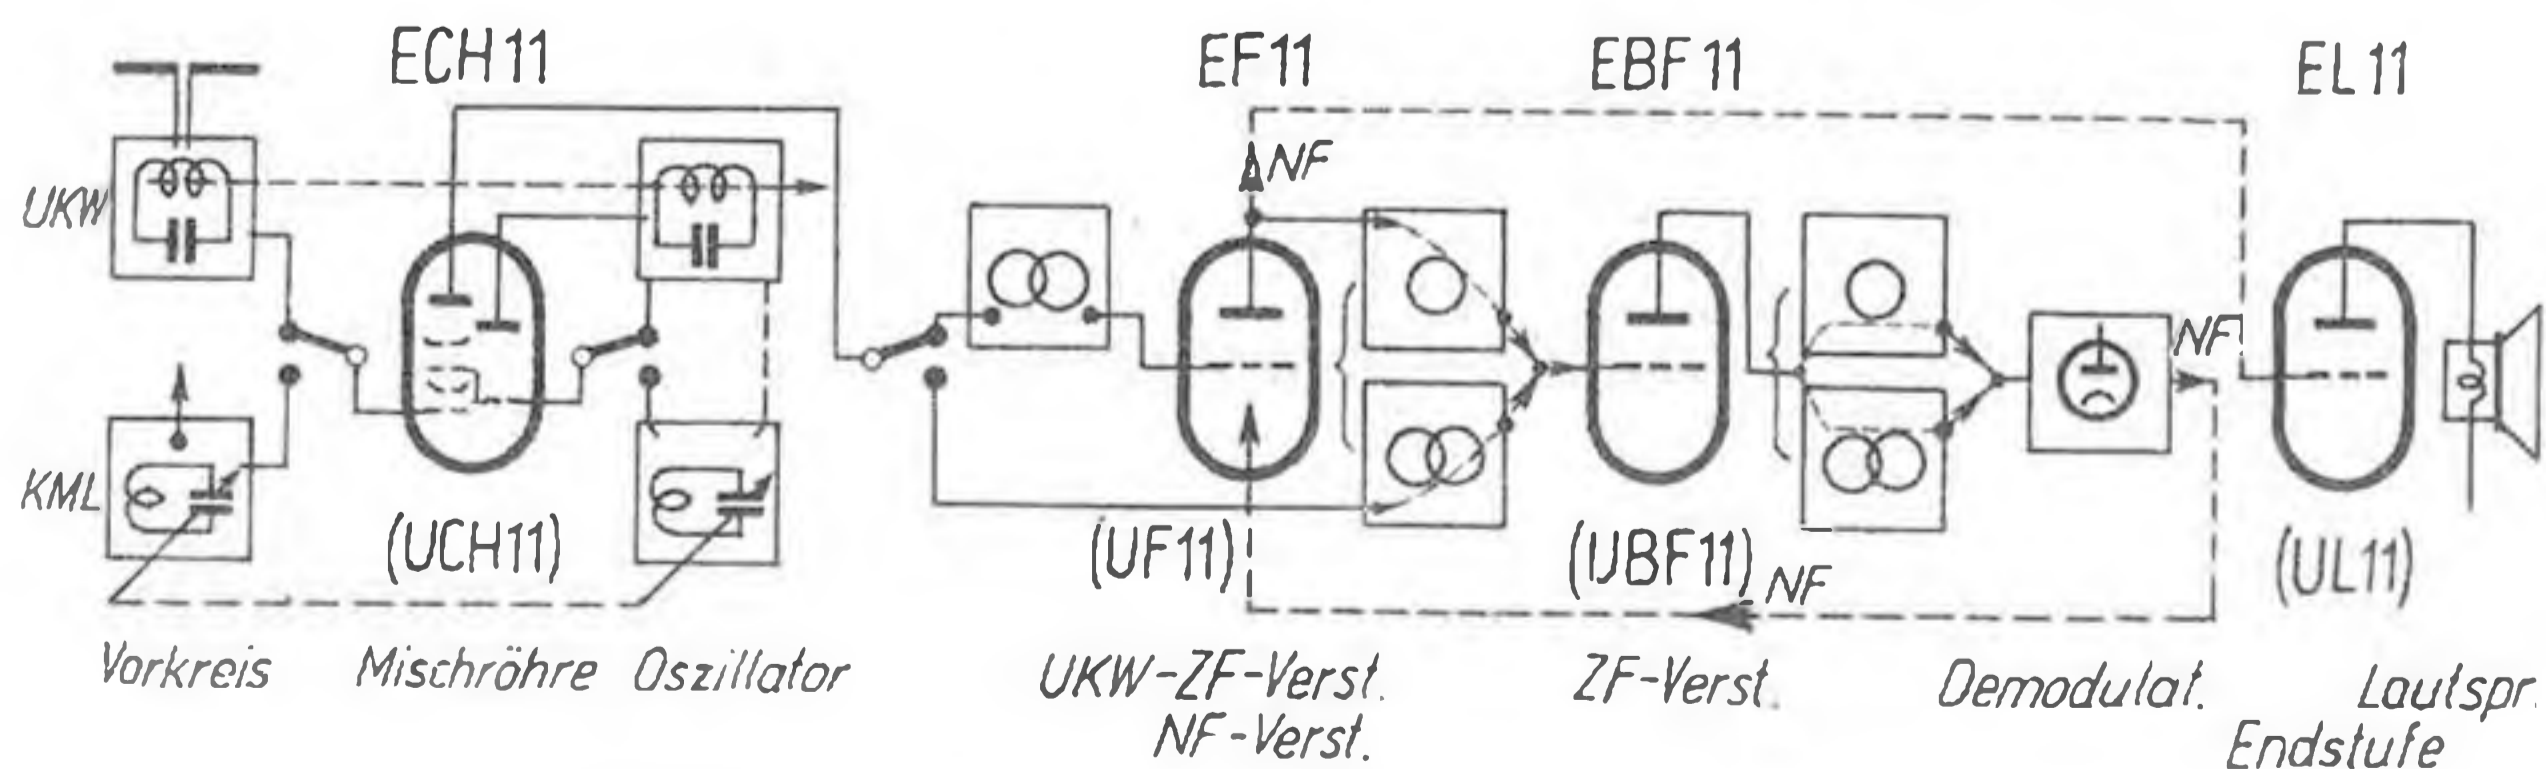 ECH11
EF11
EBF11
EL11
NF
UKW
NF
KML
(UCH11)
(UF11)
(UBF11)
NF
(UL11)
Vorkreis
Mischröhre
Oszillator
UKW-ZF-Verst.
NF-Verst.
ZF-Verst.
Demodulat.
Lautspr.
Endstufe